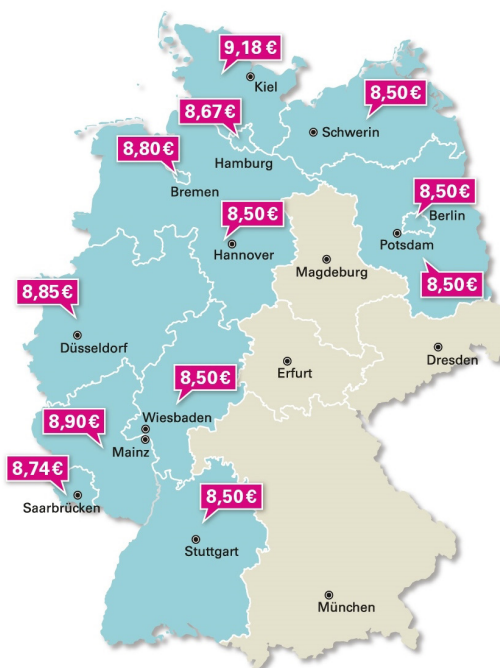 9,18 €
Kiel
8,50 €
8,67 €
Schwerin
Hamburg
8,80 €
Bremen
8,50 €
Berlin
8,50 €
Potsdam
Hannover
Magdeburg
8,50 €
8,85 €
Düsseldorf
Dresden
Erfurt
8,50 €
8,90 €
Wiesbaden
Mainz
8,74 €
Saarbrücken
8,50 €
Stuttgart
München